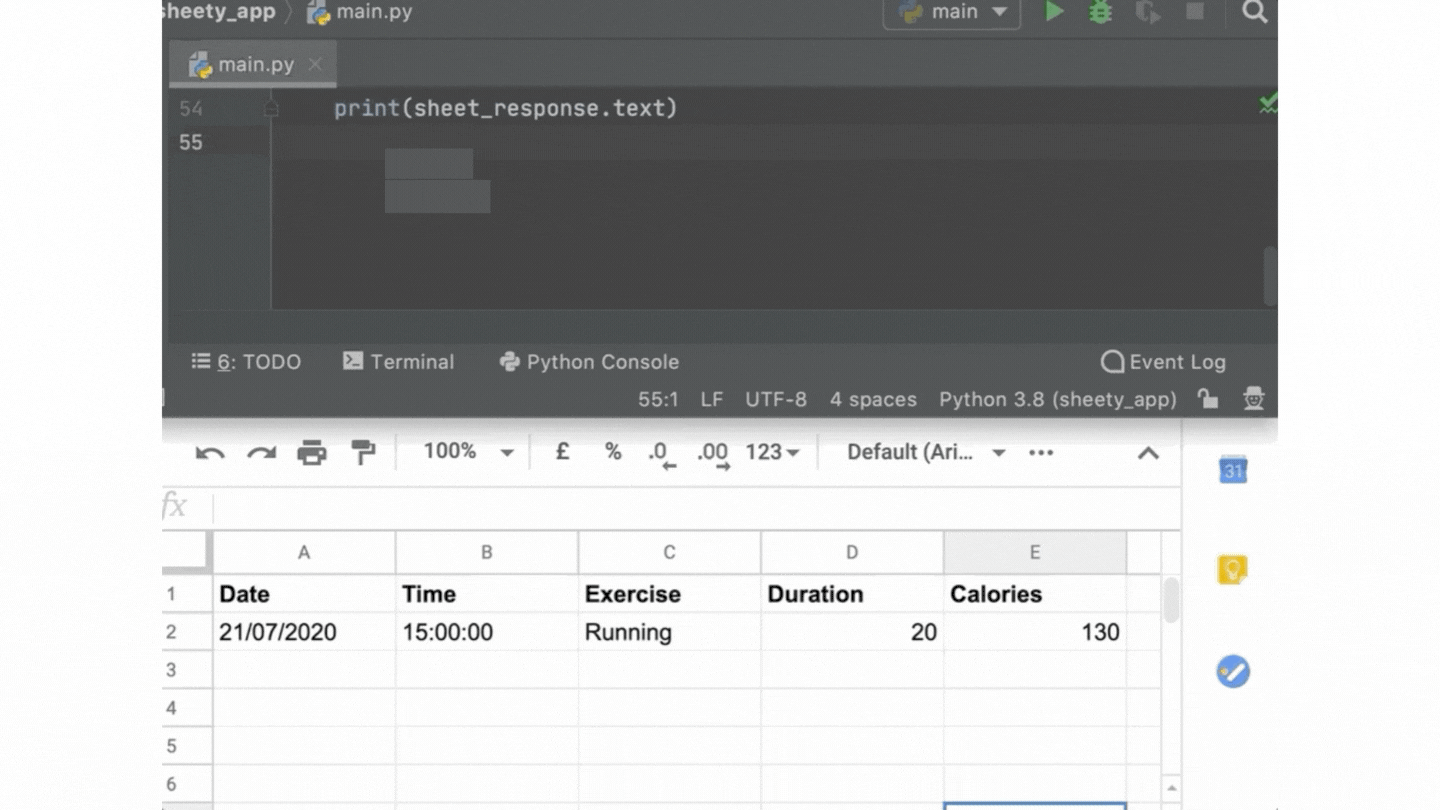 sheety_app main.py main
main.py
54 print(sheet_response.text)
55
6: TODO Terminal Python Console Event Log
55:1 LF UTF-8 4 spaces Python 3.8 (sheety_app)
100% £ % .0 .00 123 Default (Ari... 31
fx
A B C D E
1 Date Time Exercise Duration Calories
2 21/07/2020 15:00:00 Running 20 130
3
4
5
6